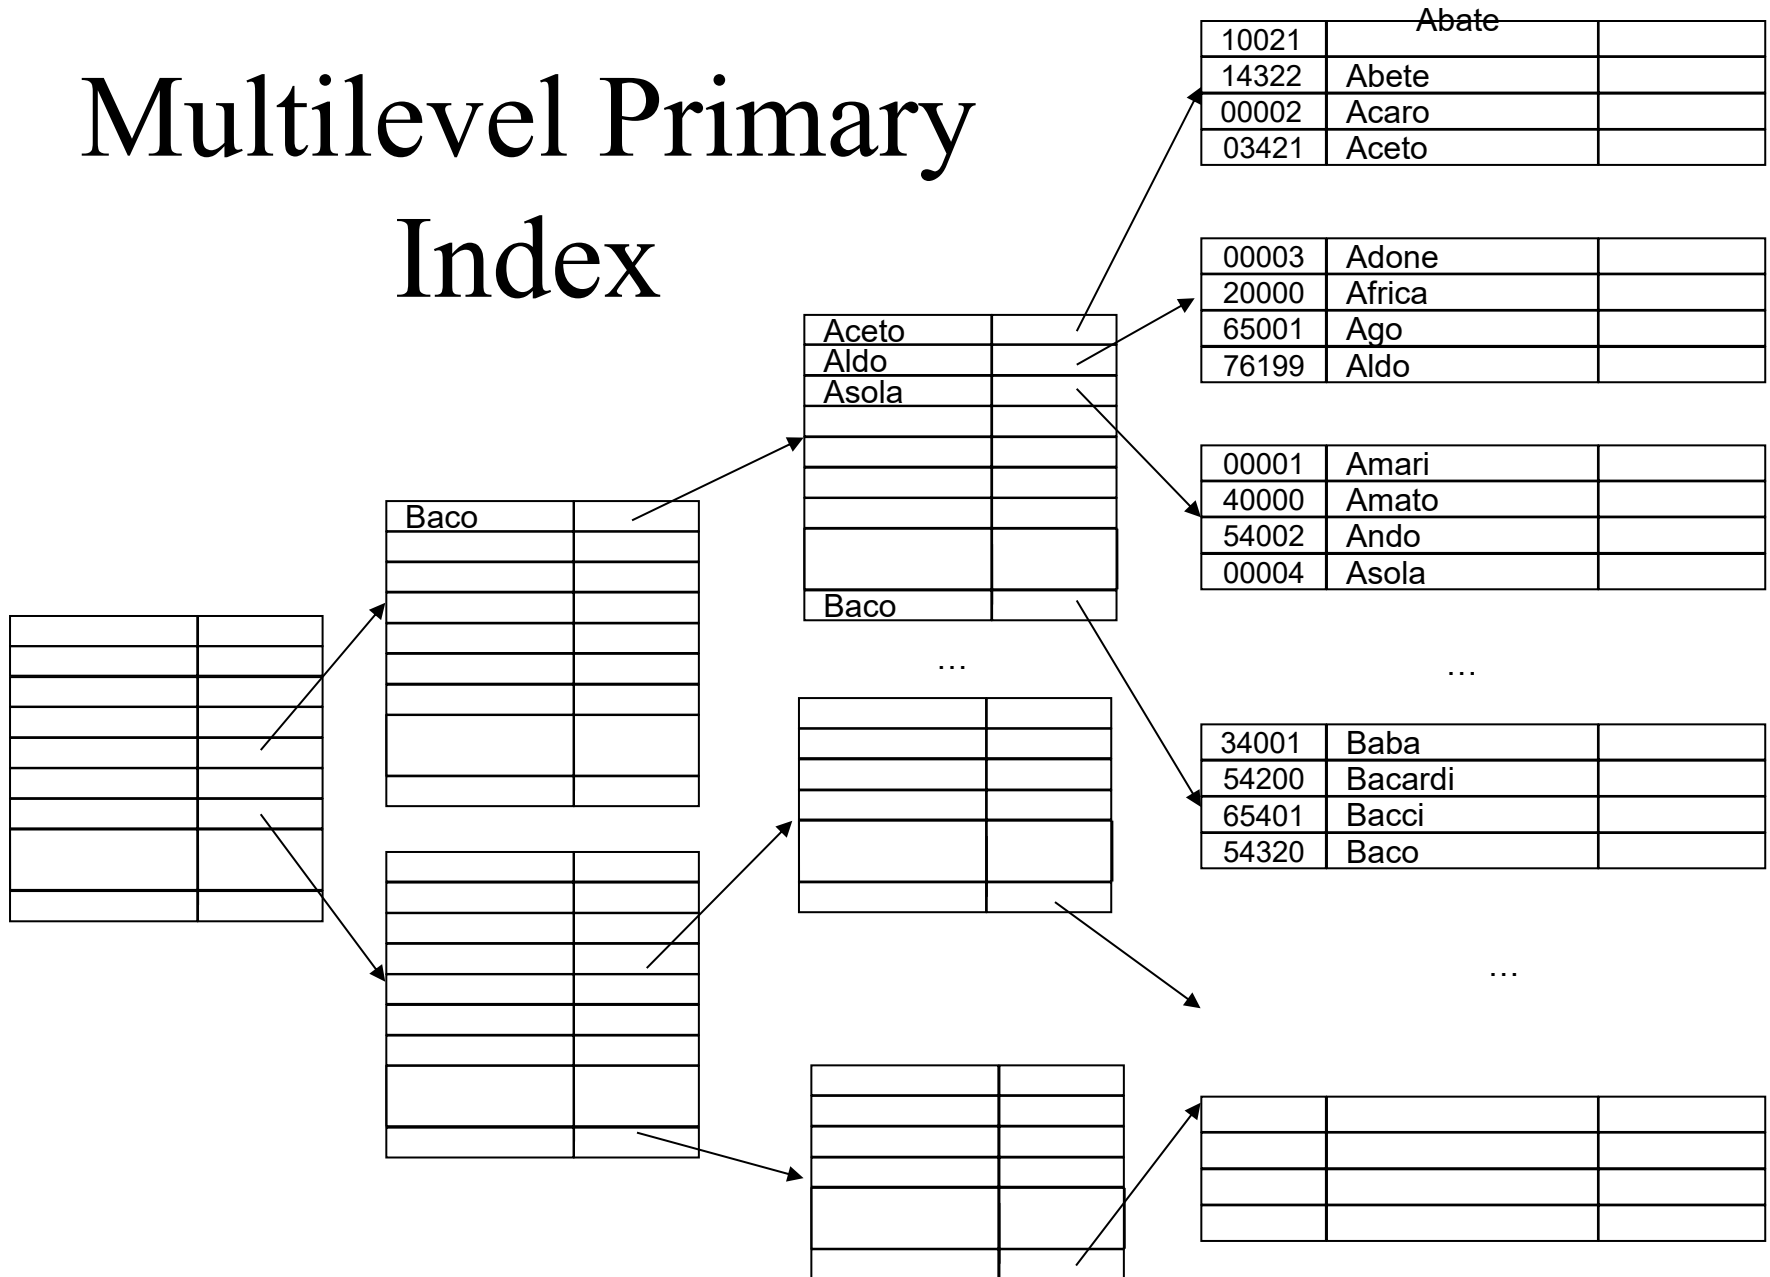 Multilevel Primary
Index
Baco
Aceto
Aldo
Asola
Baco
...
10021 Abate
14322 Abete
00002 Acaro
03421 Aceto
00003 Adone
20000 Africa
65001 Ago
76199 Aldo
00001 Amari
40000 Amato
54002 Ando
00004 Asola
...
34001 Baba
54200 Bacardi
65401 Bacci
54320 Baco
...